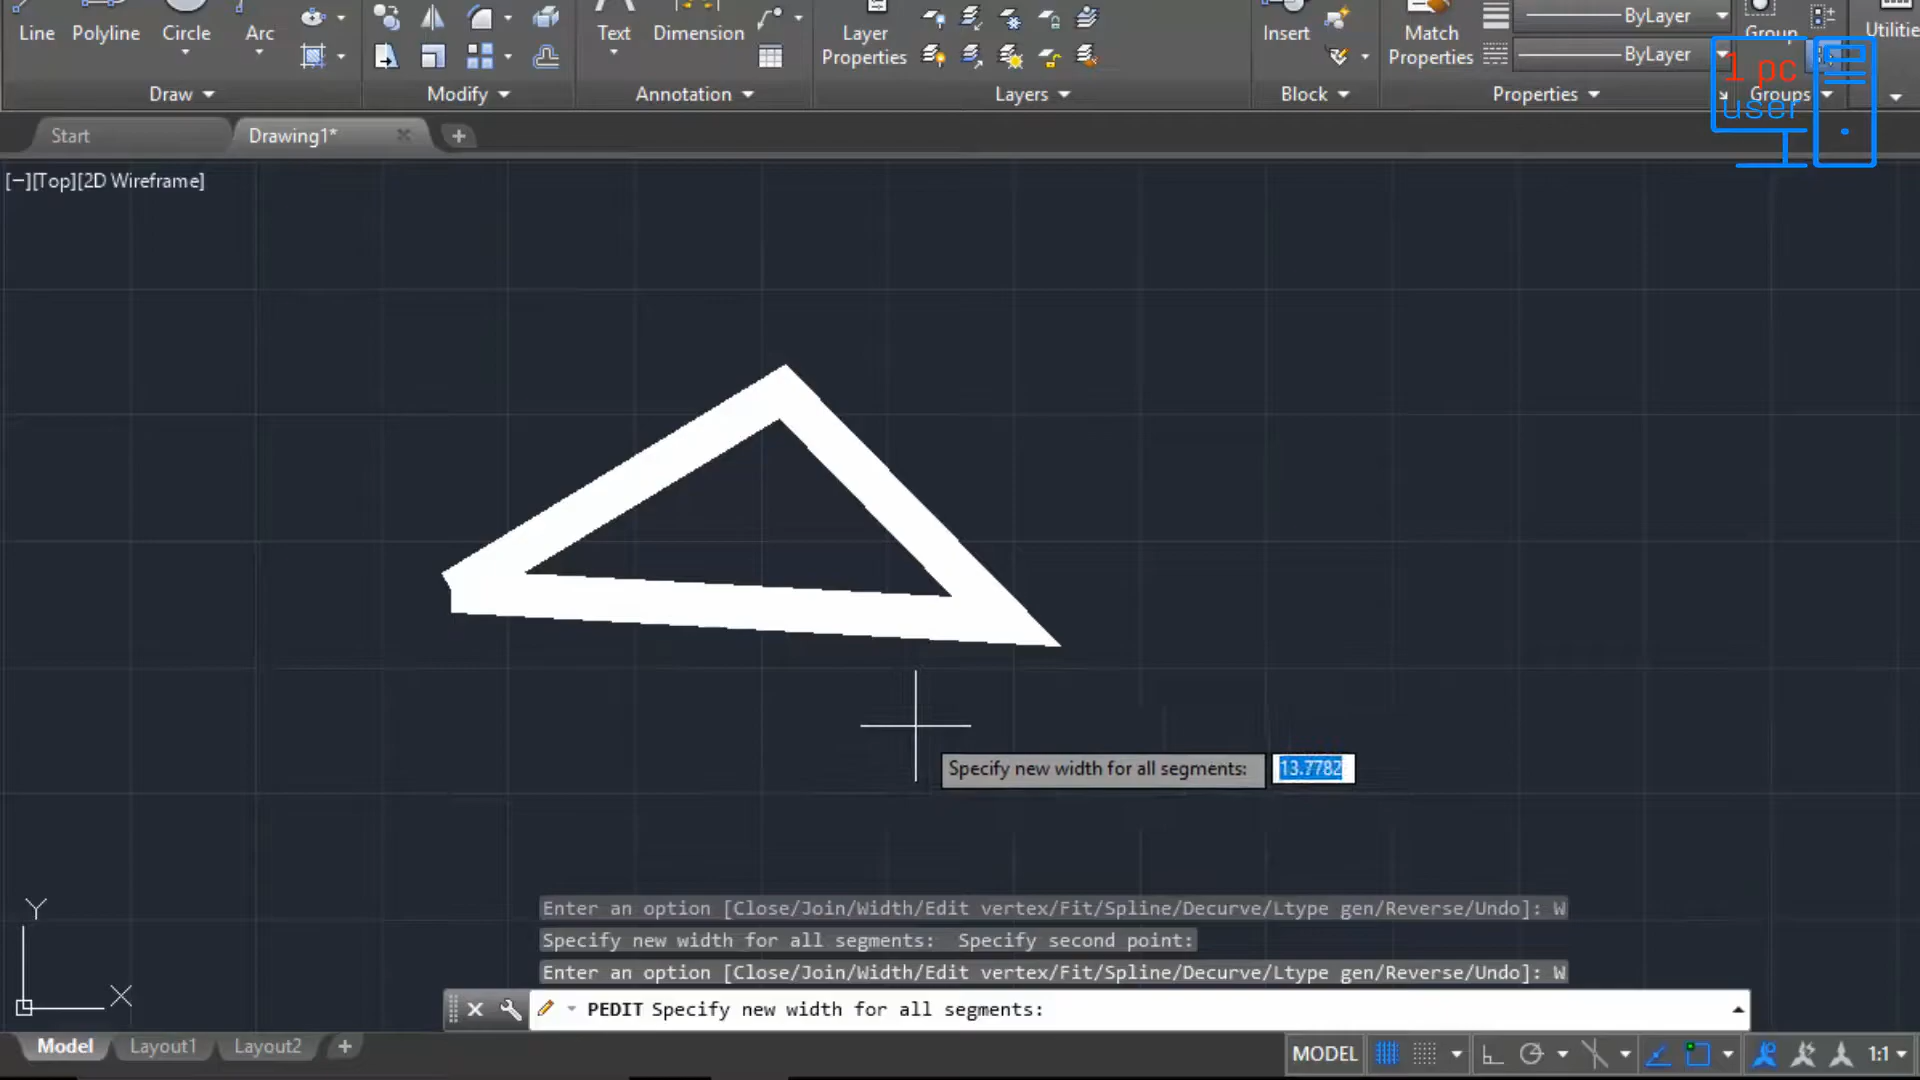 Line Polyline Circle Arc Text Dimension Layer Properties Insert Match Properties ByLayer ByLayer Group
Draw Modify Annotation Layers Block Properties Groups
1 pc
user
Start Drawing1*
[−][Top][2D Wireframe]
Specify new width for all segments: 13.7782
Enter an option [Close/Join/Width/Edit vertex/Fit/Spline/Decurve/Ltype gen/Reverse/Undo]: W
Specify new width for all segments: Specify second point:
Enter an option [Close/Join/Width/Edit vertex/Fit/Spline/Decurve/Ltype gen/Reverse/Undo]: W
Y
X
PEDIT Specify new width for all segments:
Model Layout1 Layout2
MODEL 1:1